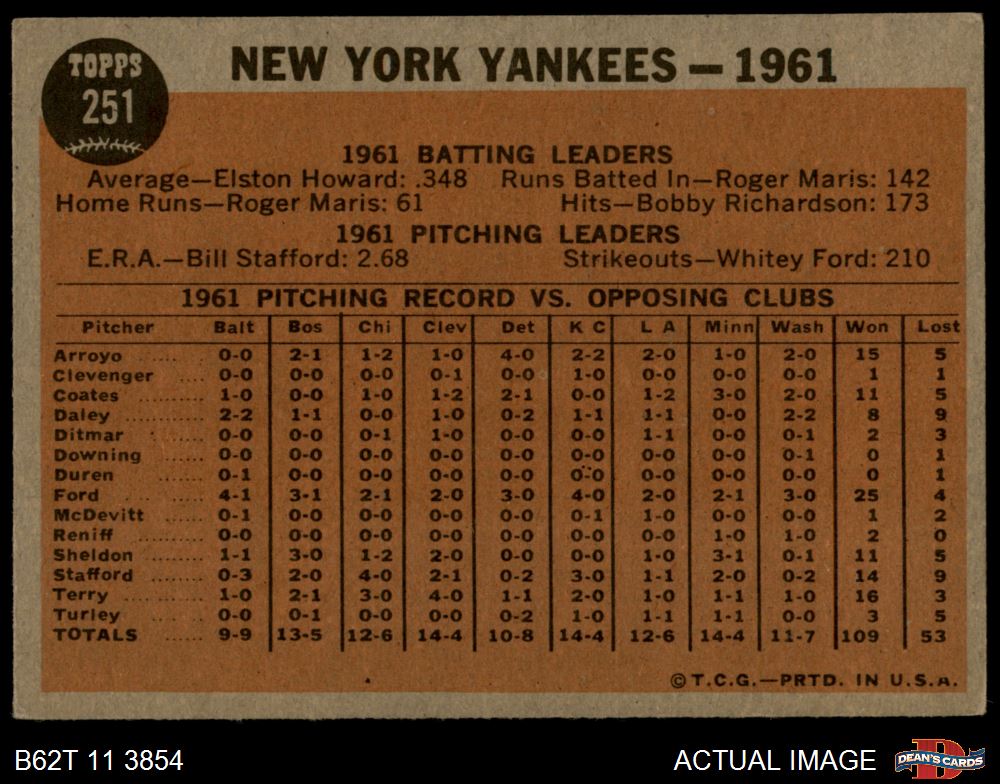 TOPPS
251
NEW YORK YANKEES — 1961
1961 BATTING LEADERS
Average—Elston Howard: .348 Runs Batted In—Roger Maris: 142
Home Runs—Roger Maris: 61 Hits—Bobby Richardson: 173
1961 PITCHING LEADERS
E.R.A.—Bill Stafford: 2.68 Strikeouts—Whitey Ford: 210
1961 PITCHING RECORD VS. OPPOSING CLUBS
Pitcher Balt Bos Chi Clev Det K C L A Minn Wash Won Lost
Arroyo ...... 0-0 2-1 1-2 1-0 4-0 2-2 2-0 1-0 2-0 15 5
Clevenger .... 0-0 0-0 0-0 0-1 0-0 1-0 0-0 0-0 0-0 1 1
Coates .......... 1-0 0-0 1-0 1-2 2-1 0-0 1-2 3-0 2-0 11 5
Daley .......... 2-2 1-1 0-0 1-0 0-2 1-1 1-1 0-0 2-2 8 9
Ditmar ...... 0-0 0-0 0-1 1-0 0-0 0-0 1-1 0-0 0-1 2 3
Downing ...... 0-0 0-0 0-0 0-0 0-0 0-0 0-0 0-0 0-1 0 1
Duren ...... 0-1 0-0 0-0 0-0 0-0 0-0 0-0 0-0 0-0 0 1
Ford ...... 4-1 3-1 2-1 2-0 3-0 4-0 2-0 2-1 3-0 25 4
McDevitt ...... 0-1 0-0 0-0 0-0 0-0 0-1 1-0 0-0 0-0 1 2
Reniff ...... 0-0 0-0 0-0 0-0 0-0 0-0 0-0 1-0 1-0 2 0
Sheldon ...... 1-1 3-0 1-2 2-0 0-0 0-0 1-0 3-1 0-1 11 5
Stafford ...... 0-3 2-0 4-0 2-1 0-2 3-0 1-1 2-0 0-2 14 9
Terry ...... 1-0 2-1 3-0 4-0 1-1 2-0 1-0 1-1 1-0 16 3
Turley ...... 0-0 0-1 0-0 0-0 0-2 1-0 1-1 1-1 0-0 3 5
TOTALS ...... 9-9 13-5 12-6 14-4 10-8 14-4 12-6 14-4 11-7 109 53
©T.C.G.—PRTD. IN U.S.A.
B62T 11 3854 ACTUAL IMAGE DEAN'S CARDS